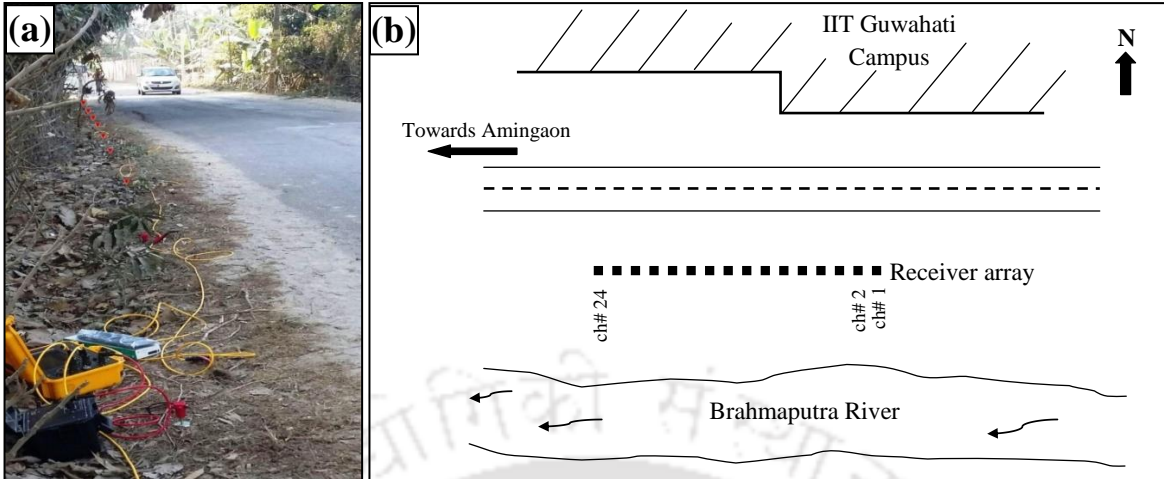 (a)
(b)
IIT Guwahati
Campus
N
Towards Amingaon
Receiver array
ch# 24
ch# 2
ch# 1
Brahmaputra River